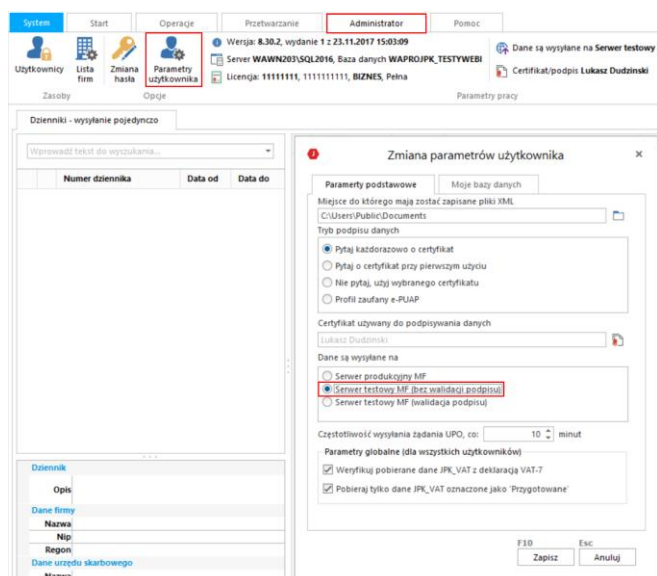 System Start Operacje Przetwarzanie Administrator Pomoc
Użytkownicy
Lista firm
Zmiana hasła
Parametry użytkownika
Wersja: 8.30.2, wydanie 1 z 23.11.2017 15:03:09
Server WAWN203\SQL2016, Baza danych WAPROJPK_TESTYWEBI
Licencja: 11111111, 1111111111, BIZNES, Pełna
Dane są wysyłane na Serwer testowy
Certifikat/podpis Lukasz Dudzinski
Zasoby Opcje Parametry pracy
Dzienniki - wysyłanie pojedynczo
Wprowadź tekst do wyszukania...
Numer dziennika Data od Data do
Dziennik
Opis
Dane firmy
Nazwa
Nip
Regon
Dane urzędu skarbowego
Nazwa
Zmiana parametrów użytkownika
Paramerty podstawowe Moje bazy danych
Miejsce do którego mają zostać zapisane pliki XML
C:\Users\Public\Documents
Tryb podpisu danych
Pytaj każdorazowo o certyfikat
Pytaj o certyfikat przy pierwszym użyciu
Nie pytaj, użyj wybranego certyfikatu
Profil zaufany e-PUAP
Certyfikat używany do podpisywania danych
Lukasz Dudzinski
Dane są wysyłane na
Serwer produkcyjny MF
Serwer testowy MF (bez walidacji podpisu)
Serwer testowy MF (walidacja podpisu)
Częstotliwość wysyłania żądania UPO, co: 10 minut
Parametry globalne (dla wszystkich użytkowników)
Weryfikuj pobierane dane JPK_VAT z deklaracją VAT-7
Pobieraj tylko dane JPK_VAT oznaczone jako 'Przygotowane'
F10 Esc
Zapisz Anuluj